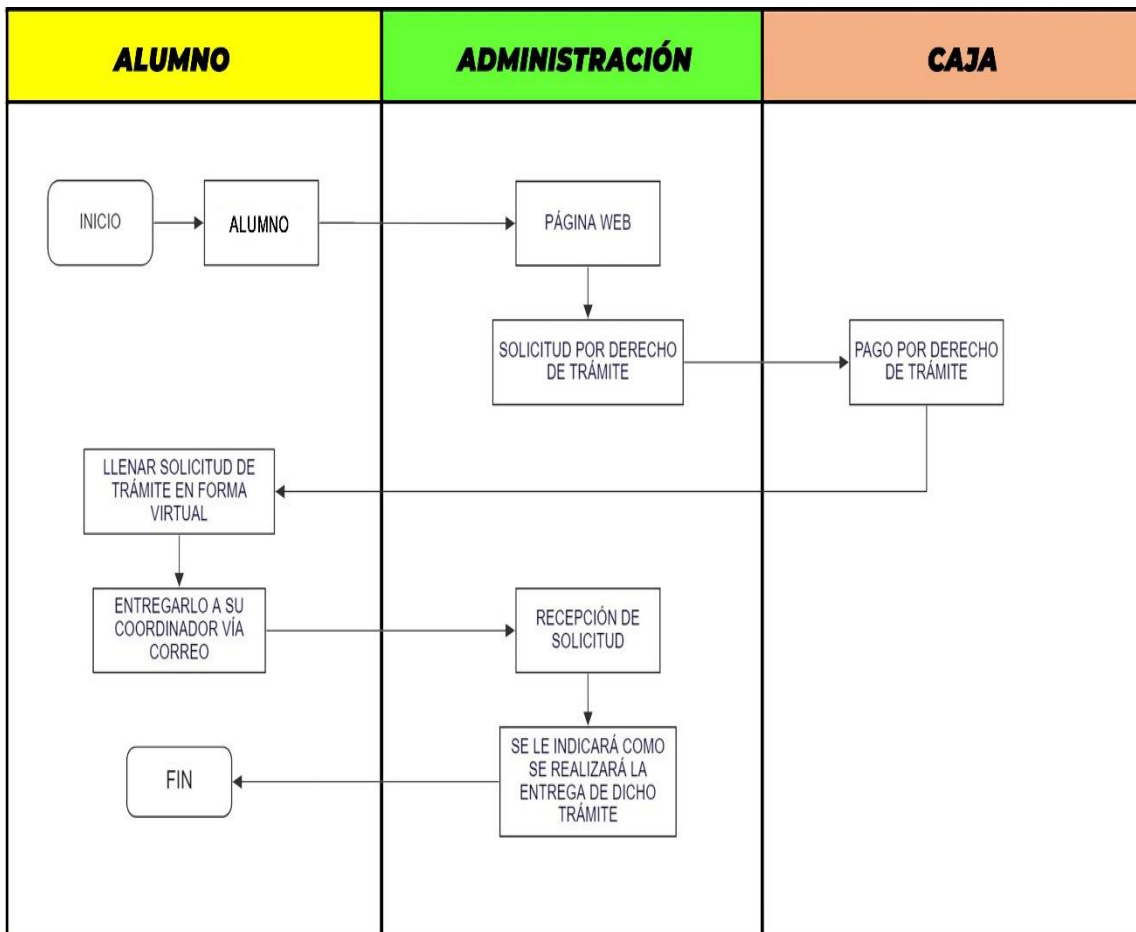 ALUMNO
ADMINISTRACIÓN
CAJA
INICIO
ALUMNO
PÁGINA WEB
SOLICITUD POR DERECHO
DE TRÁMITE
PAGO POR DERECHO
DE TRÁMITE
LLENAR SOLICITUD DE
TRÁMITE EN FORMA
VIRTUAL
ENTREGARLO A SU
COORDINADOR VÍA
CORREO
RECEPCIÓN DE
SOLICITUD
SE LE INDICARÁ COMO
SE REALIZARÁ LA
ENTREGA DE DICHO
TRÁMITE
FIN